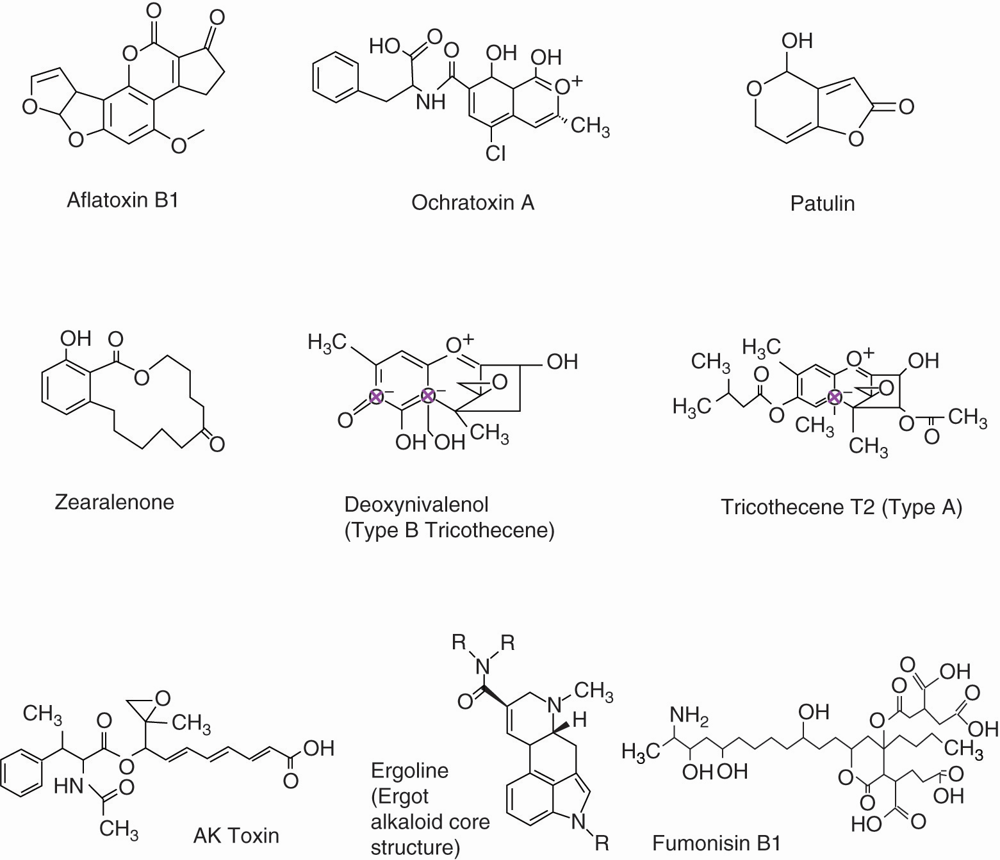 O O
O
O
O
O
Aflatoxin B1
HO O O OH OH
O+
NH
CH3
Cl
Ochratoxin A
OH
O
O
O
Patulin
OH O
O
O
Zearalenone
H3C
O+
OH
O
−
−
O
OH OH CH3
Deoxynivalenol
(Type B Tricothecene)
H3C
CH3
O
O+
OH
O
−
H3C
O
CH3
O
CH3
O
CH3
Tricothecene T2 (Type A)
O
CH3
O
CH3
OH
O
O
HN
O
CH3
AK Toxin
R R
N
O
N
CH3
H
N
R
Ergoline
(Ergot
alkaloid core
structure)
O
OH
O
O
OH
O
OH
NH2
H3C
CH3
OH OH
O
O
O
OH
HO
O
Fumonisin B1